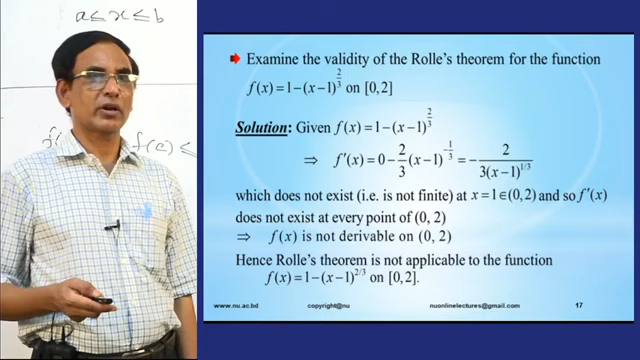 a ≤ x ≤ b
f(c) ≤
Examine the validity of the Rolle's theorem for the function
f(x) = 1 − (x − 1)^{2/3} on [0, 2]
Solution: Given f(x) = 1 − (x − 1)^{2/3}
⇒ f′(x) = 0 − 2/3 (x − 1)^{−1/3} = − 2/(3(x − 1)^{1/3})
which does not exist (i.e. is not finite) at x = 1 ∈ (0, 2) and so f′(x)
does not exist at every point of (0, 2)
⇒ f(x) is not derivable on (0, 2)
Hence Rolle's theorem is not applicable to the function
f(x) = 1 − (x − 1)^{2/3} on [0, 2].
www.nu.ac.bd copyright@nu nuonlinelectures@gmail.com 17